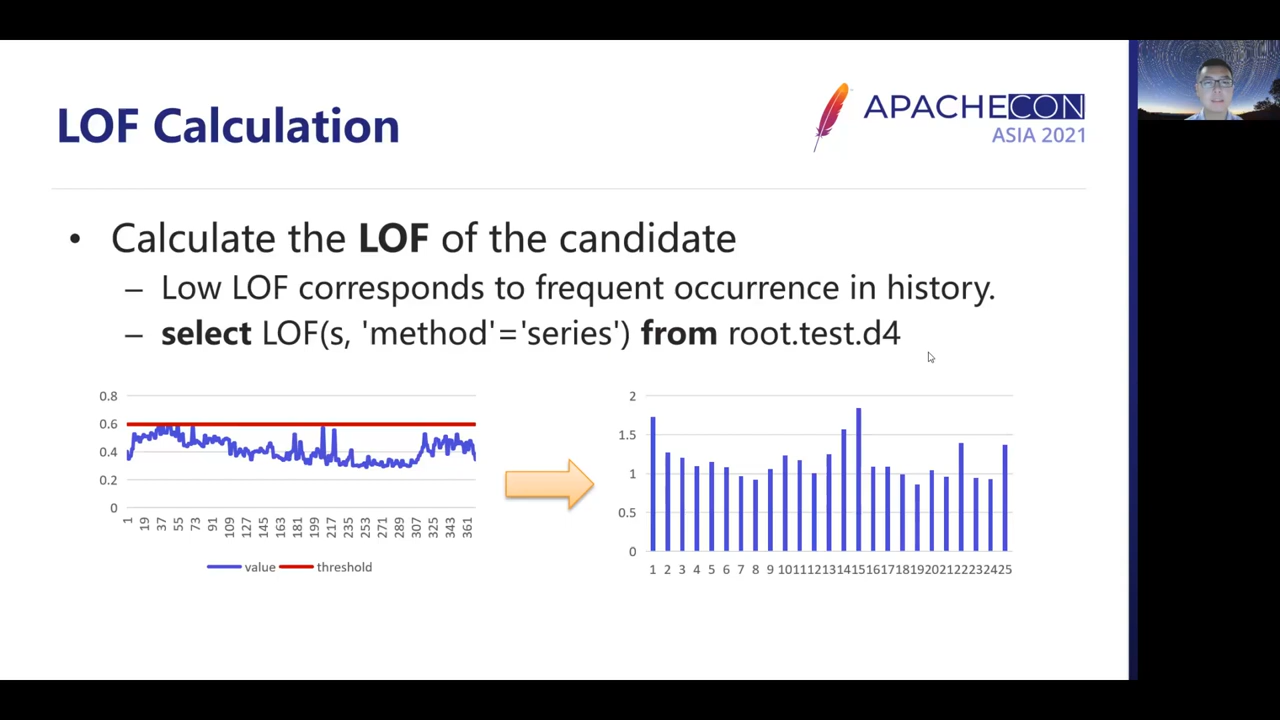 LOF Calculation
APACHECON
ASIA 2021
• Calculate the LOF of the candidate
– Low LOF corresponds to frequent occurrence in history.
– select LOF(s, 'method'='series') from root.test.d4
0.8
0.6
0.4
0.2
0
1 19 37 55 73 91 109 127 145 163 181 199 217 235 253 271 289 307 325 343 361
value threshold
2
1.5
1
0.5
0
1 2 3 4 5 6 7 8 9 10 11 12 13 14 15 16 17 18 19 20 21 22 23 24 25